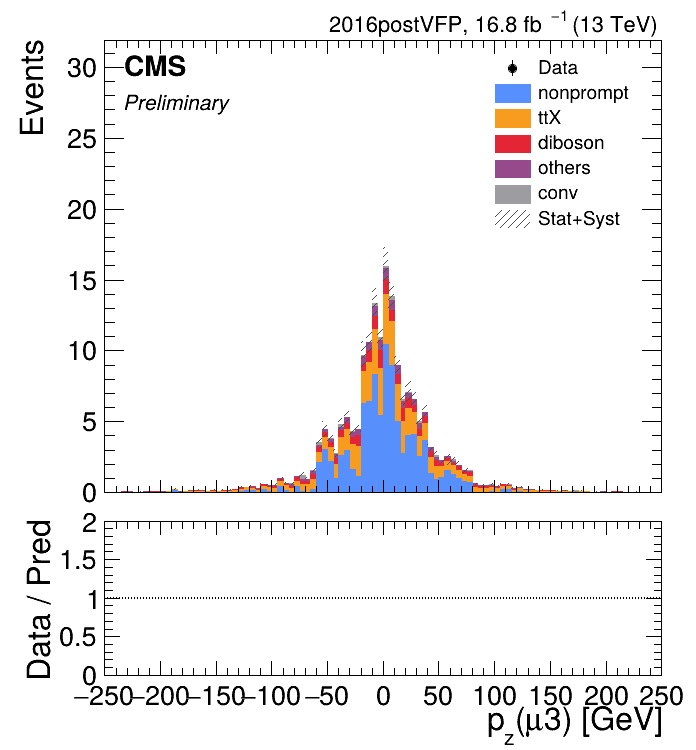 2016postVFP, 16.8 fb⁻¹ (13 TeV)
CMS
Preliminary
Events
30
25
20
15
10
5
0
Data
nonprompt
ttX
diboson
others
conv
Stat+Syst
Data / Pred
2
1.5
1
0.5
0
−250 −200 −150 −100 −50 0 50 100 150 200 250
p_z(μ3) [GeV]